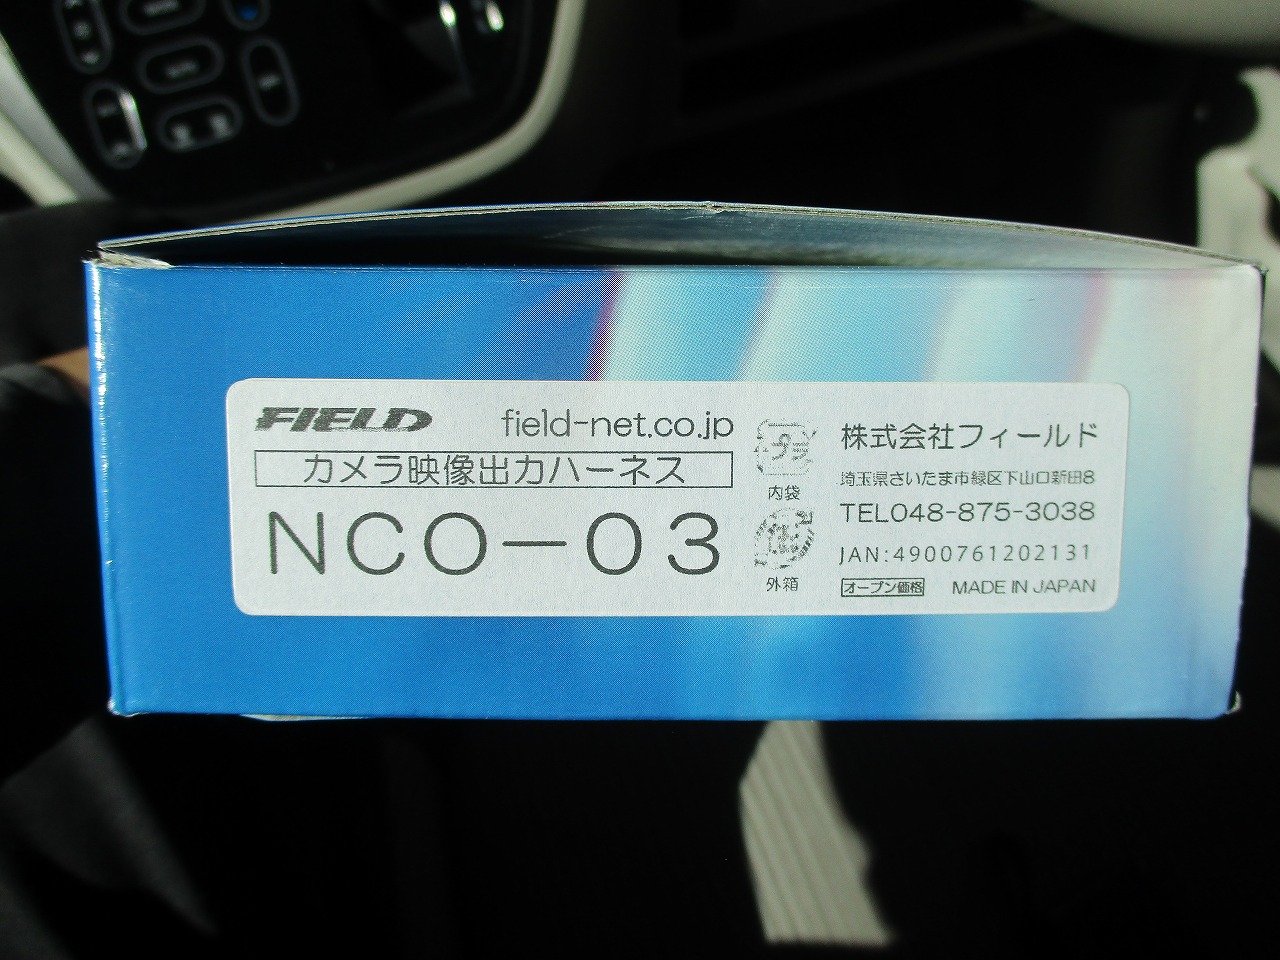 FIELD field-net.co.jp
カメラ映像出力ハーネス
NCO-03
内袋
外箱
株式会社フィールド
埼玉県さいたま市緑区下山口新田8
TEL048-875-3038
JAN:4900761202131
オープン価格 MADE IN JAPAN